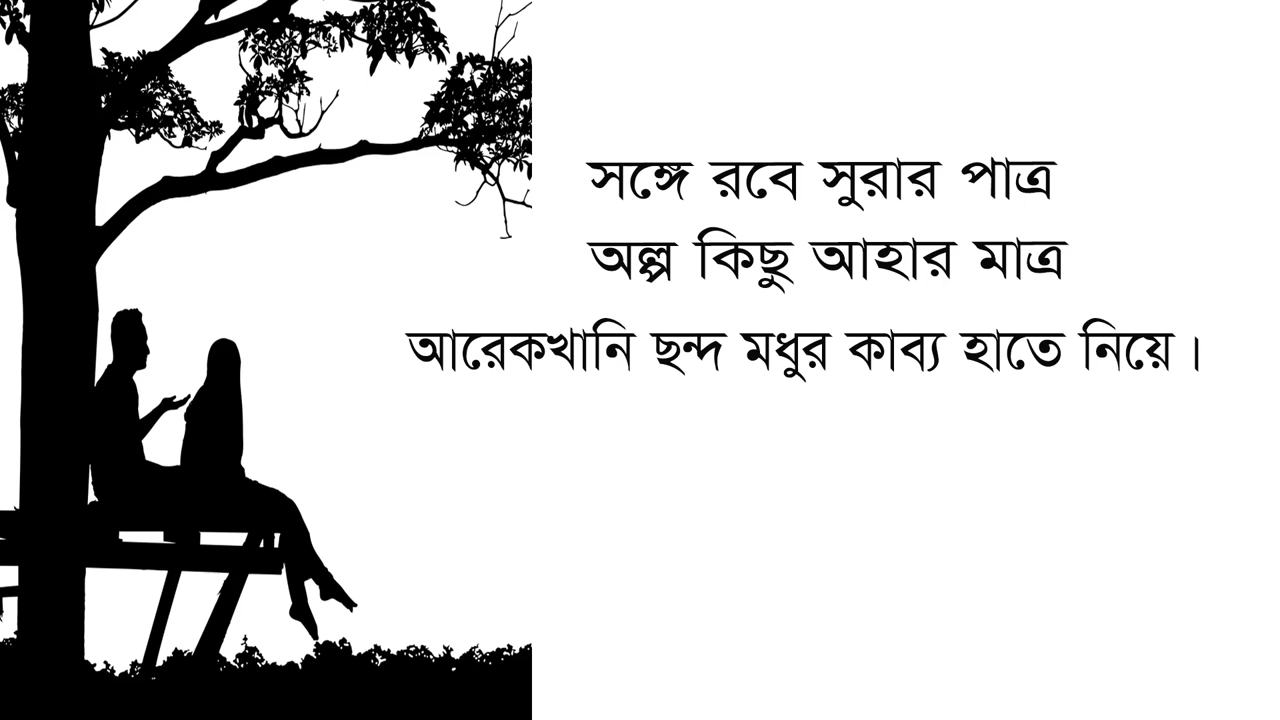 সঙ্গে রবে সুরার পাত্র
অল্প কিছু আহার মাত্র
আরেকখানি ছন্দ মধুর কাব্য হাতে নিয়ে।